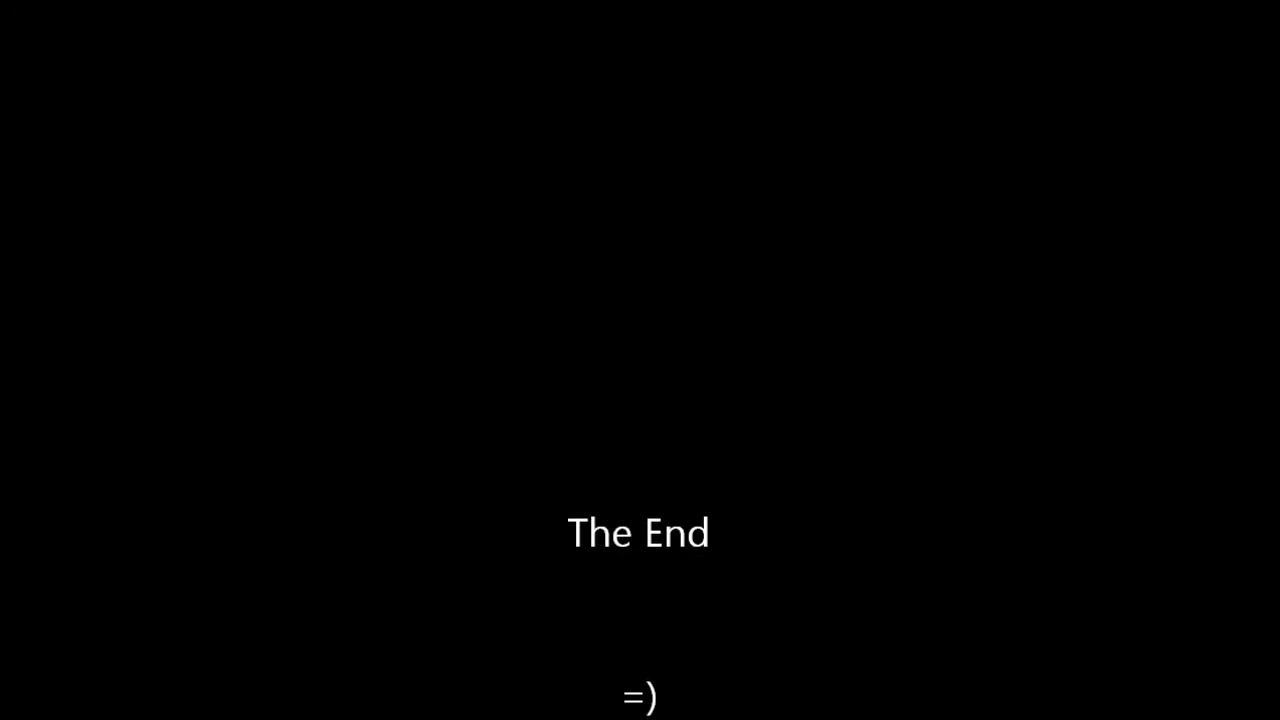 The End
=)